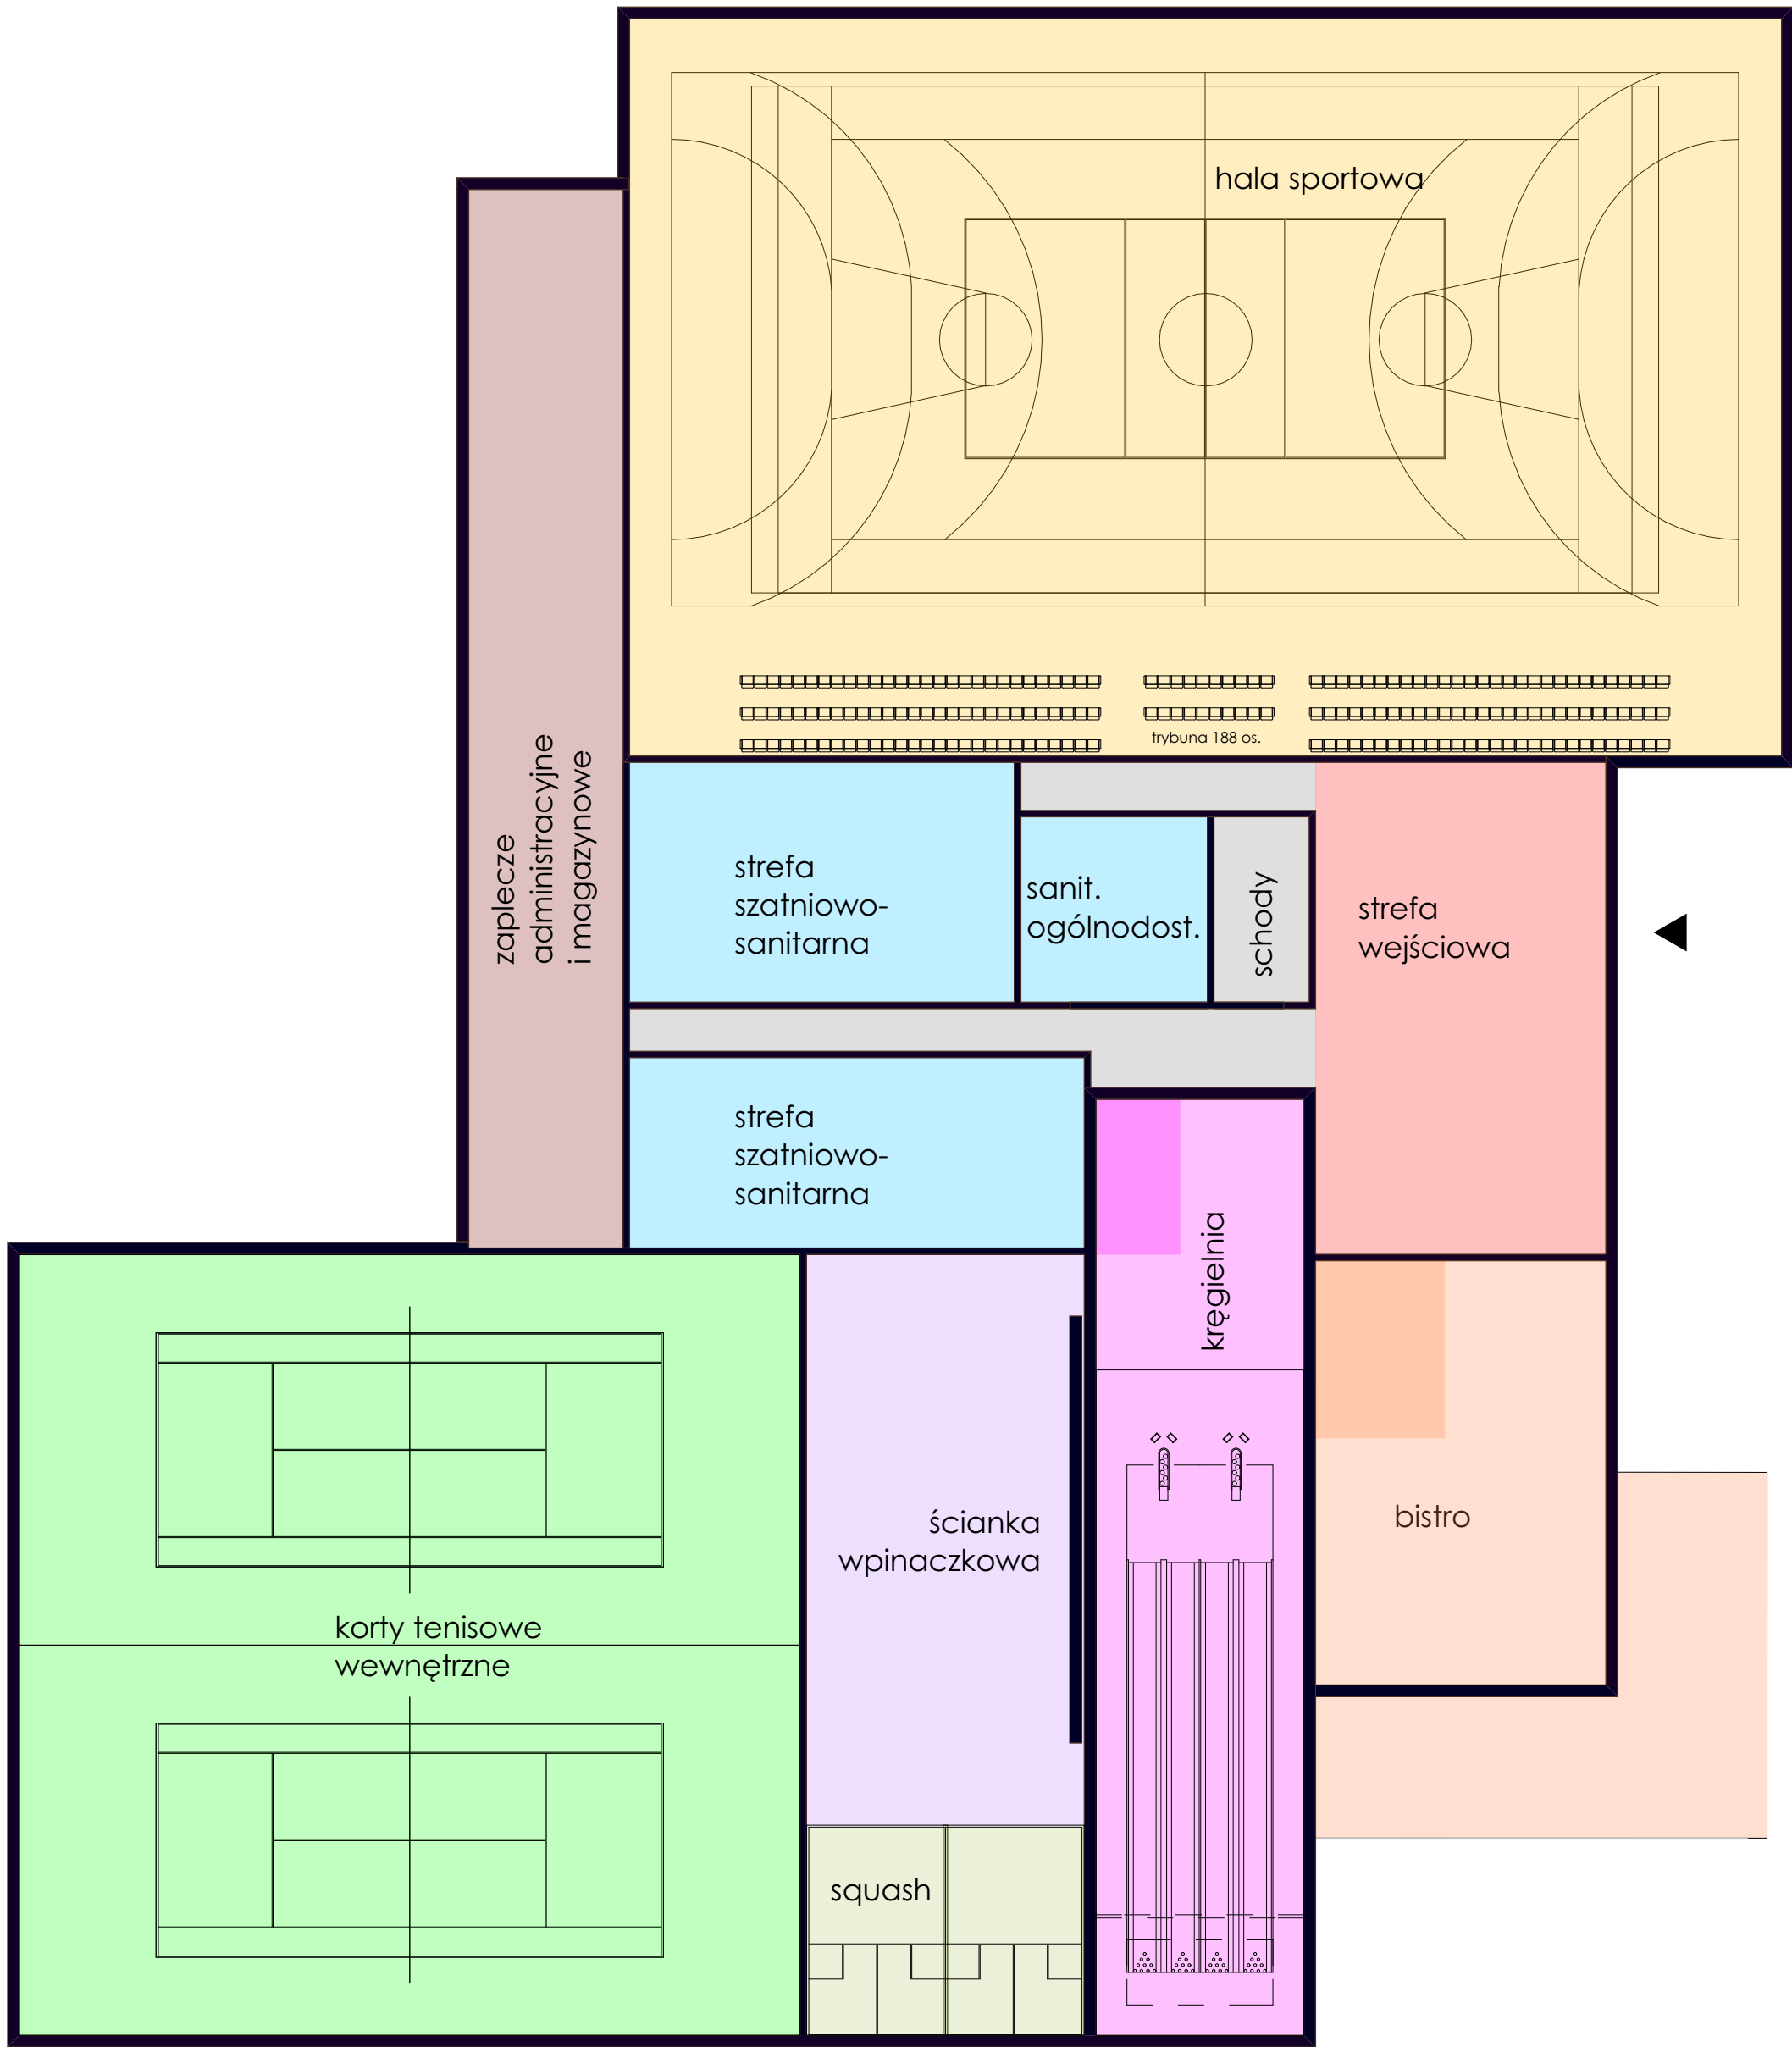 hala sportowa
trybuna 188 os.
zaplecze
administracyjne
i magazynowe
strefa
szatniowo-
sanitarna
sanit.
ogólnodost.
schody
strefa
wejściowa
strefa
szatniowo-
sanitarna
kręgielnia
bistro
ścianka
wpinaczkowa
korty tenisowe
wewnętrzne
squash